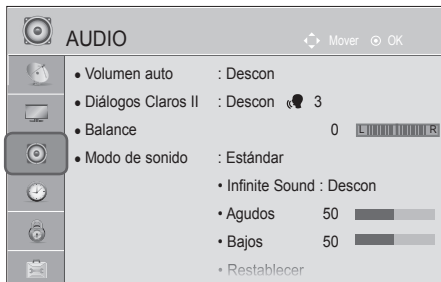 AUDIO
Mover OK
• Volumen auto : Descon
• Diálogos Claros II : Descon 3
• Balance 0 L R
• Modo de sonido : Estándar
• Infinite Sound : Descon
• Agudos 50
• Bajos 50
• Restablecer